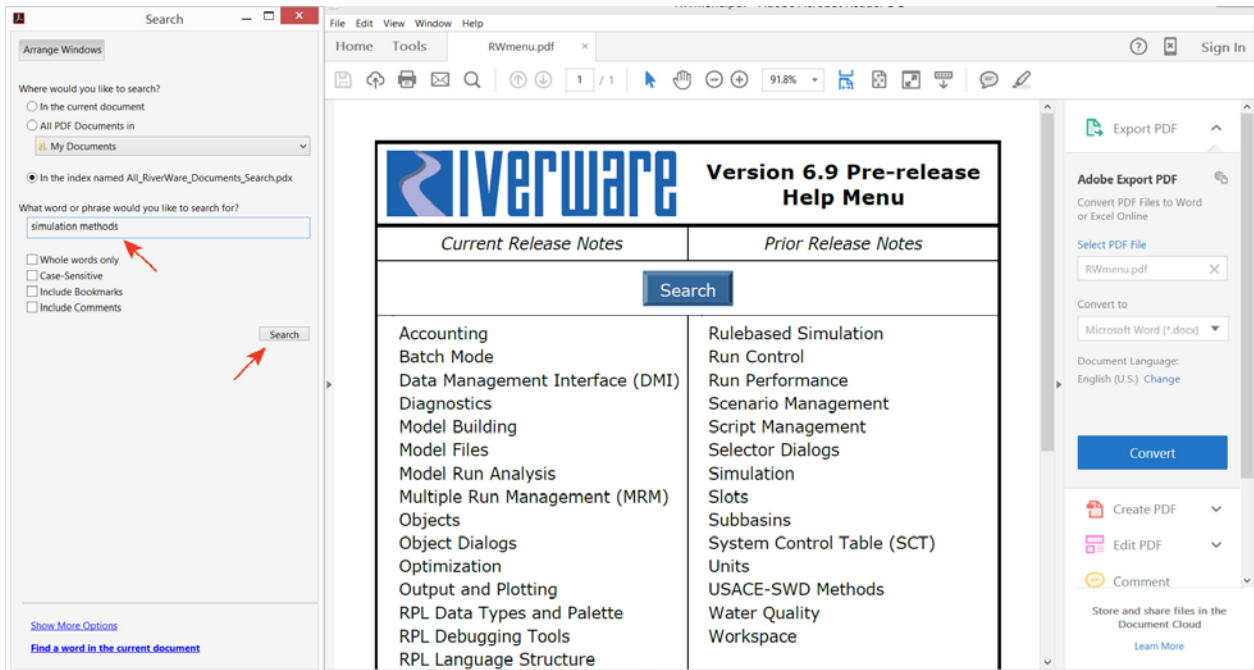 Search
Arrange Windows
Where would you like to search?
In the current document
All PDF Documents in
My Documents
In the index named All_RiverWare_Documents_Search.pdx
What word or phrase would you like to search for?
simulation methods
Whole words only
Case-Sensitive
Include Bookmarks
Include Comments
Search
Show More Options
Find a word in the current document
File Edit View Window Help
Home Tools RWmenu.pdf × Sign In
1 / 1 91.8%
RIVERWARE
Version 6.9 Pre-release
Help Menu
Current Release Notes
Prior Release Notes
Search
Accounting
Batch Mode
Data Management Interface (DMI)
Diagnostics
Model Building
Model Files
Model Run Analysis
Multiple Run Management (MRM)
Objects
Object Dialogs
Optimization
Output and Plotting
RPL Data Types and Palette
RPL Debugging Tools
RPL Language Structure
Rulebased Simulation
Run Control
Run Performance
Scenario Management
Script Management
Selector Dialogs
Simulation
Slots
Subbasins
System Control Table (SCT)
Units
USACE-SWD Methods
Water Quality
Workspace
Export PDF
Adobe Export PDF
Convert PDF Files to Word
or Excel Online
Select PDF File
RWmenu.pdf
Convert to
Microsoft Word (*.docx)
Document Language:
English (U.S.) Change
Convert
Create PDF
Edit PDF
Comment
Store and share files in the
Document Cloud
Learn More